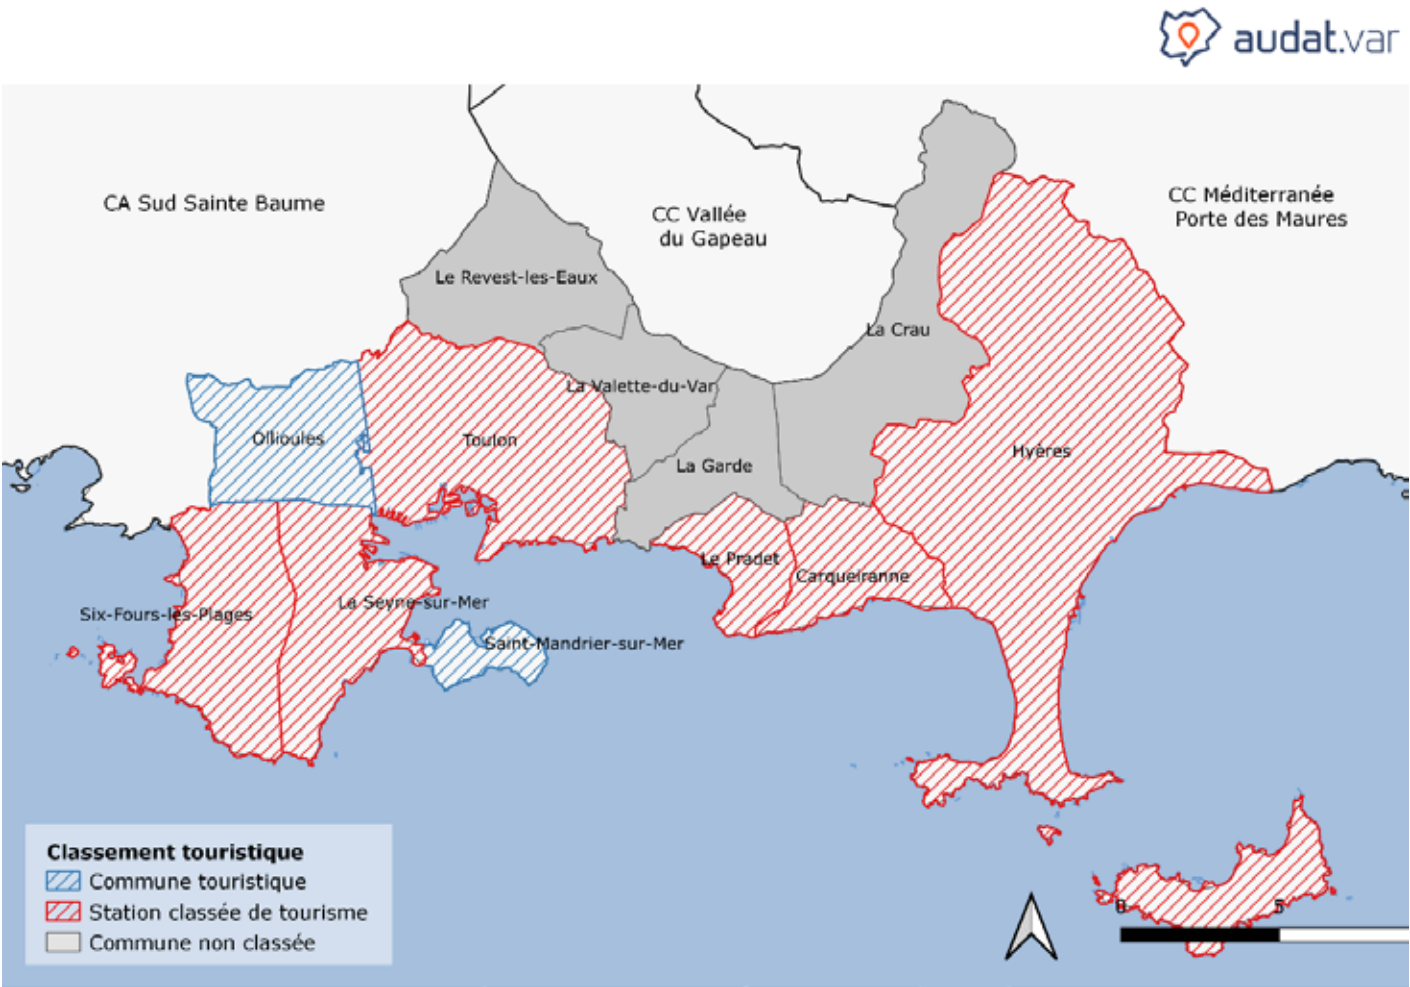 audat.var
CA Sud Sainte Baume
CC Vallée
du Gapeau
CC Méditerranée
Porte des Maures
Le Revest-les-Eaux
La Crau
La Valette-du-Var
Ollioules
Toulon
La Garde
Hyères
Le Pradet
Carqueiranne
Six-Fours-les-Plages
La Seyne-sur-Mer
Saint-Mandrier-sur-Mer
Classement touristique
Commune touristique
Station classée de tourisme
Commune non classée
0 5